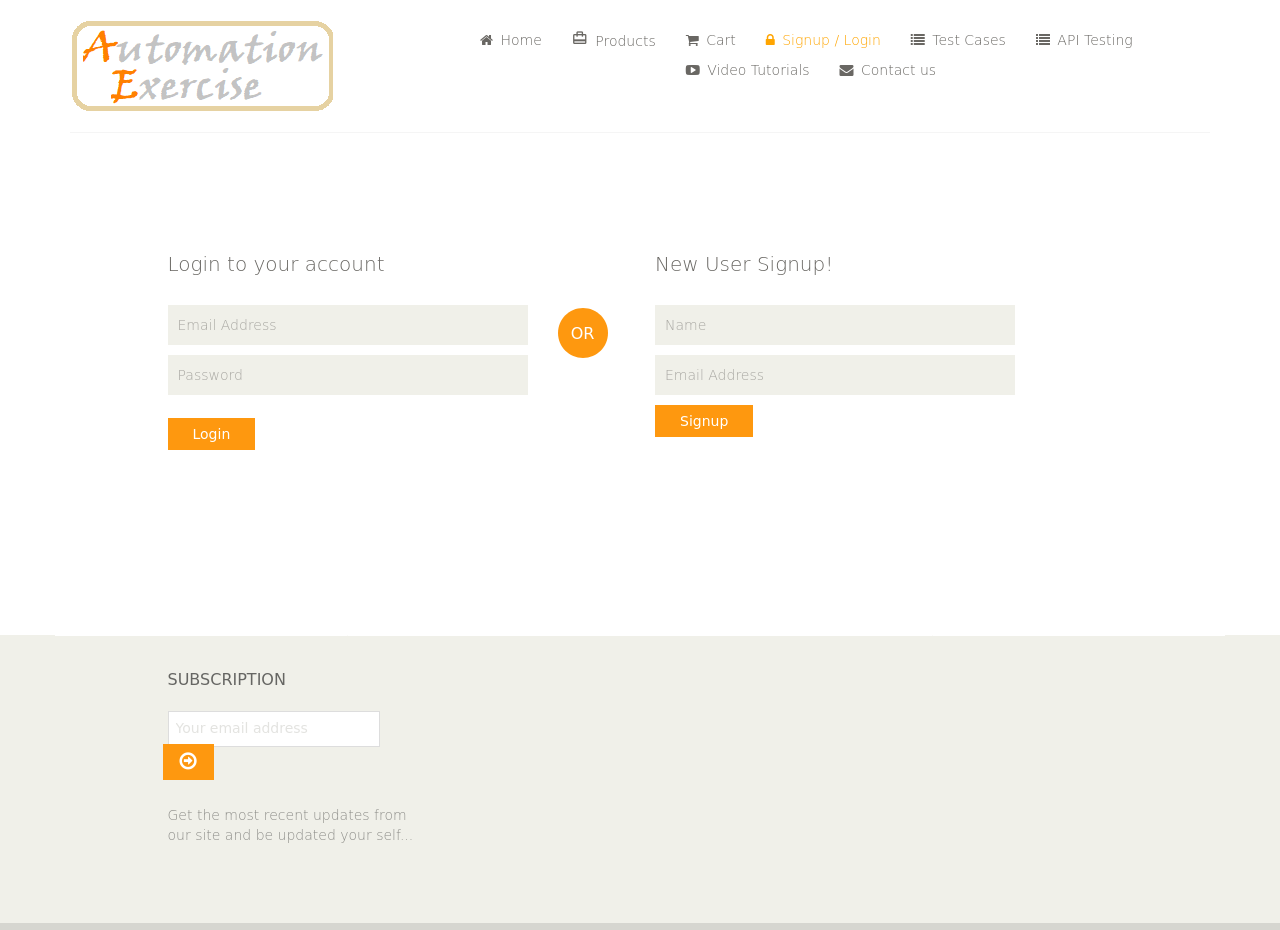 Automation
Exercise
Home Products Cart Signup / Login Test Cases API Testing
Video Tutorials Contact us
Login to your account
Email Address
Password
Login
OR
New User Signup!
Name
Email Address
Signup
SUBSCRIPTION
Your email address
Get the most recent updates from
our site and be updated your self...